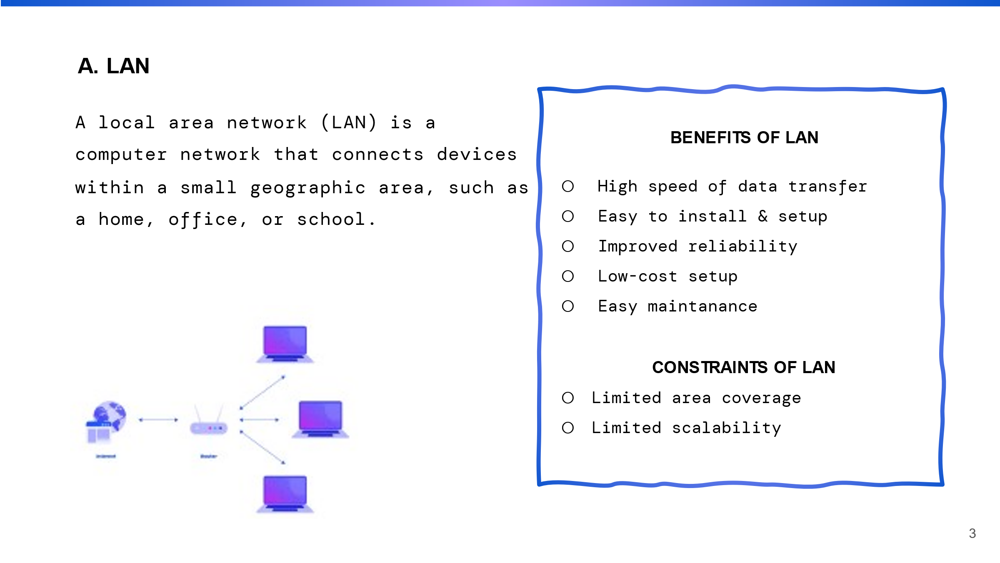 A. LAN
A local area network (LAN) is a
computer network that connects devices
within a small geographic area, such as
a home, office, or school.
BENEFITS OF LAN
○ High speed of data transfer
○ Easy to install & setup
○ Improved reliability
○ Low-cost setup
○ Easy maintanance
CONSTRAINTS OF LAN
○ Limited area coverage
○ Limited scalability
Internet
Router
3